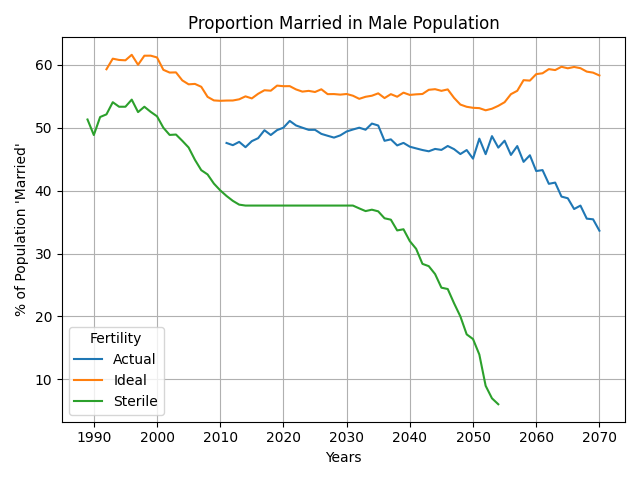 Proportion Married in Male Population
% of Population 'Married'
60
50
40
30
20
10
Fertility
Actual
Ideal
Sterile
1990 2000 2010 2020 2030 2040 2050 2060 2070
Years